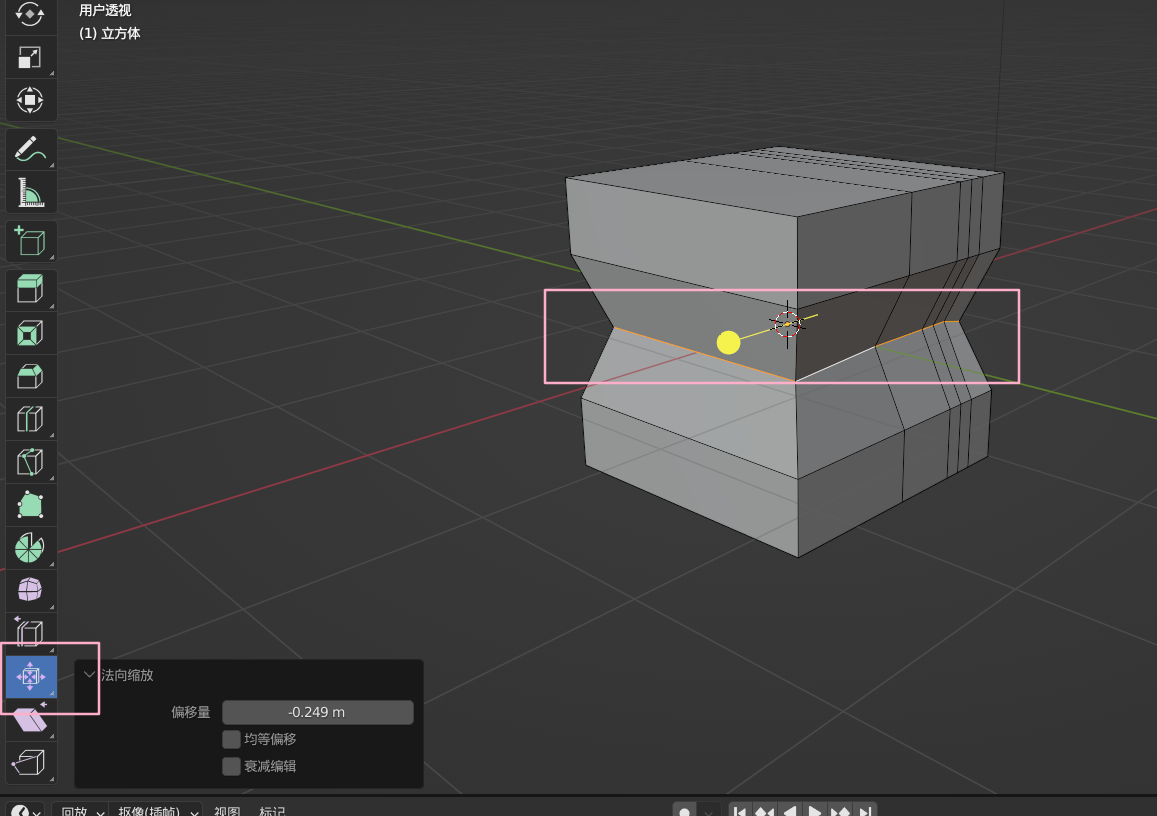 用户透视
(1) 立方体
法向缩放
偏移量 -0.249 m
均等偏移
衰减编辑
回放 抠像(插帧) 视图 标记